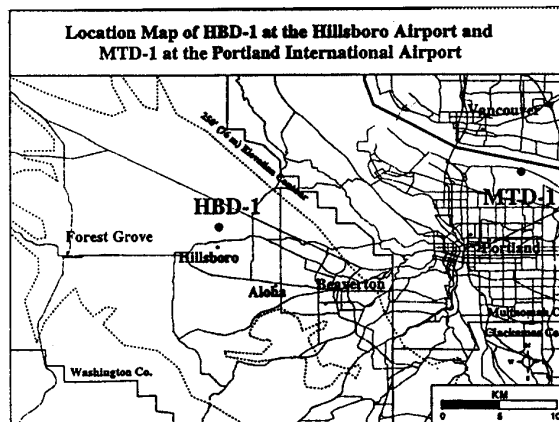 Location Map of HBD-1 at the Hillsboro Airport and
MTD-1 at the Portland International Airport
Vancouver
250' (76 m) Elevation Contour
MTD-1
HBD-1
Forest Grove
Portland
Hillsboro
Aloha
Beaverton
Multnomah C
Clackamas Co
N
W
E
S
Washington Co.
KM
0
5
10